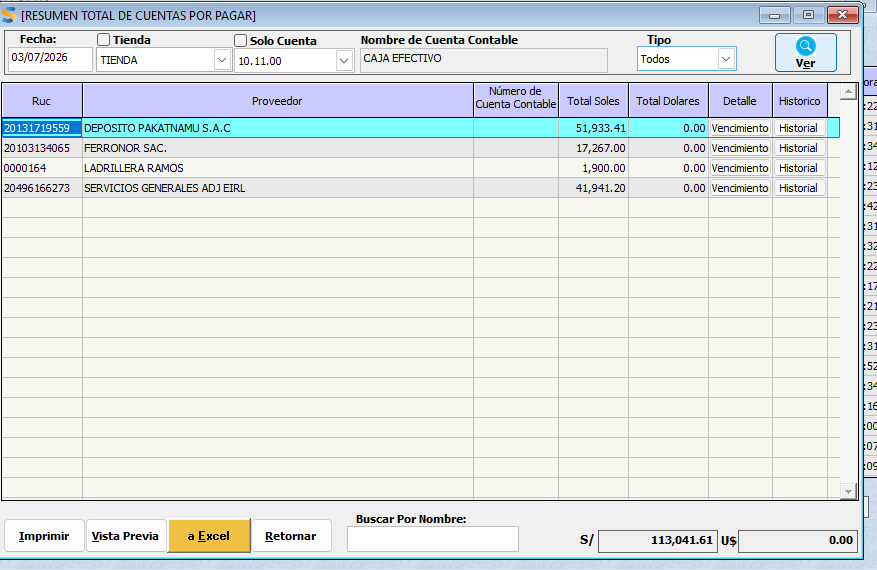 [RESUMEN TOTAL DE CUENTAS POR PAGAR]
Fecha: Tienda Solo Cuenta Nombre de Cuenta Contable Tipo
03/07/2026 TIENDA 10.11.00 CAJA EFECTIVO Todos Ver
Ruc Proveedor Número de Cuenta Contable Total Soles Total Dolares Detalle Historico
20131719559 DEPOSITO PAKATNAMU S.A.C 51,933.41 0.00 Vencimiento Historial
20103134065 FERRONOR SAC. 17,267.00 0.00 Vencimiento Historial
0000164 LADRILLERA RAMOS 1,900.00 0.00 Vencimiento Historial
20496166273 SERVICIOS GENERALES ADJ EIRL 41,941.20 0.00 Vencimiento Historial
Imprimir Vista Previa a Excel Retornar Buscar Por Nombre: S/ 113,041.61 U$ 0.00